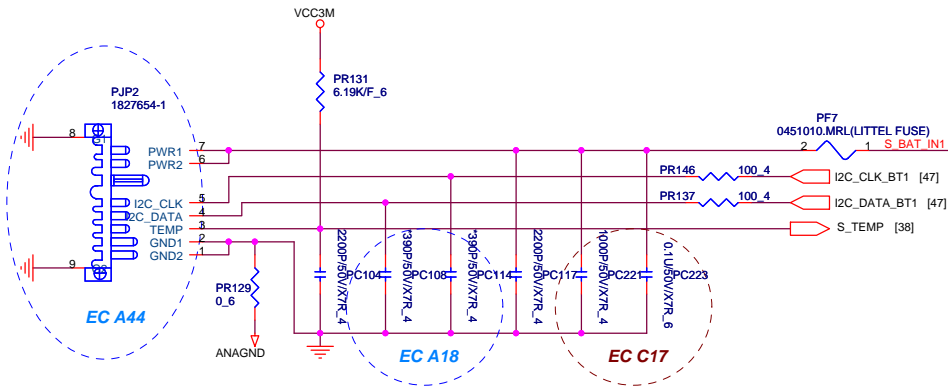 VCC3M
PR131
6.19K/F_6
PJP2
1827654-1
PF7
0451010.MRL(LITTEL FUSE)
8
G1
PWR1
7
PWR2
6
2
1
S_BAT_IN1
PR146
100_4
I2C_CLK_BT1 [47]
I2C_CLK
5
PR137
100_4
I2C_DATA_BT1 [47]
I2C_DATA
4
TEMP
3
S_TEMP [38]
GND1
2
GND2
1
9
G2
PR129
0_6
ANAGND
2200P/50V/X7R_4
PC104
*390P/50V/X7R_4
PC108
*390P/50V/X7R_4
PC114
2200P/50V/X7R_4
PC117
1000P/50V/X7R_4
PC221
0.1U/50V/X7R_6
PC223
EC A44
EC A18
EC C17